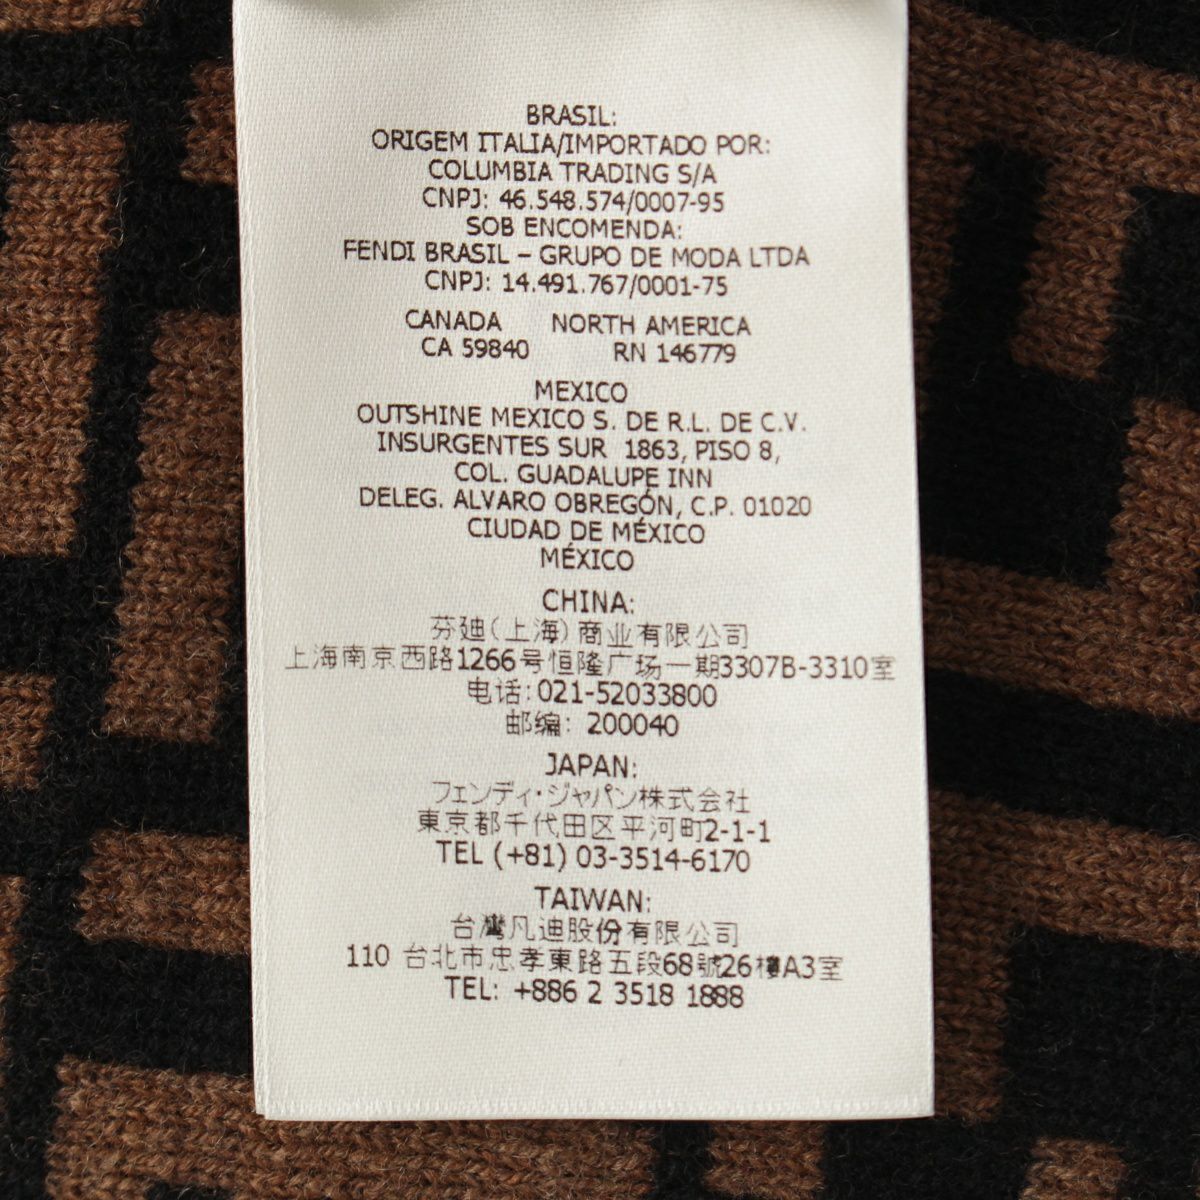 BRASIL:
ORIGEM ITALIA/IMPORTADO POR:
COLUMBIA TRADING S/A
CNPJ: 46.548.574/0007-95
SOB ENCOMENDA:
FENDI BRASIL – GRUPO DE MODA LTDA
CNPJ: 14.491.767/0001-75
CANADA NORTH AMERICA
CA 59840 RN 146779
MEXICO
OUTSHINE MEXICO S. DE R.L. DE C.V.
INSURGENTES SUR 1863, PISO 8,
COL. GUADALUPE INN
DELEG. ALVARO OBREGÓN, C.P. 01020
CIUDAD DE MÉXICO
MÉXICO
CHINA:
芬廸(上海)商业有限公司
上海南京西路1266号恒隆广场一期3307B-3310室
电话:021-52033800
邮编: 200040
JAPAN:
フェンディ・ジャパン株式会社
東京都千代田区平河町2-1-1
TEL (+81) 03-3514-6170
TAIWAN:
台灣凡迪股份有限公司
110 台北市忠孝東路五段68號26樓A3室
TEL: +886 2 3518 1888